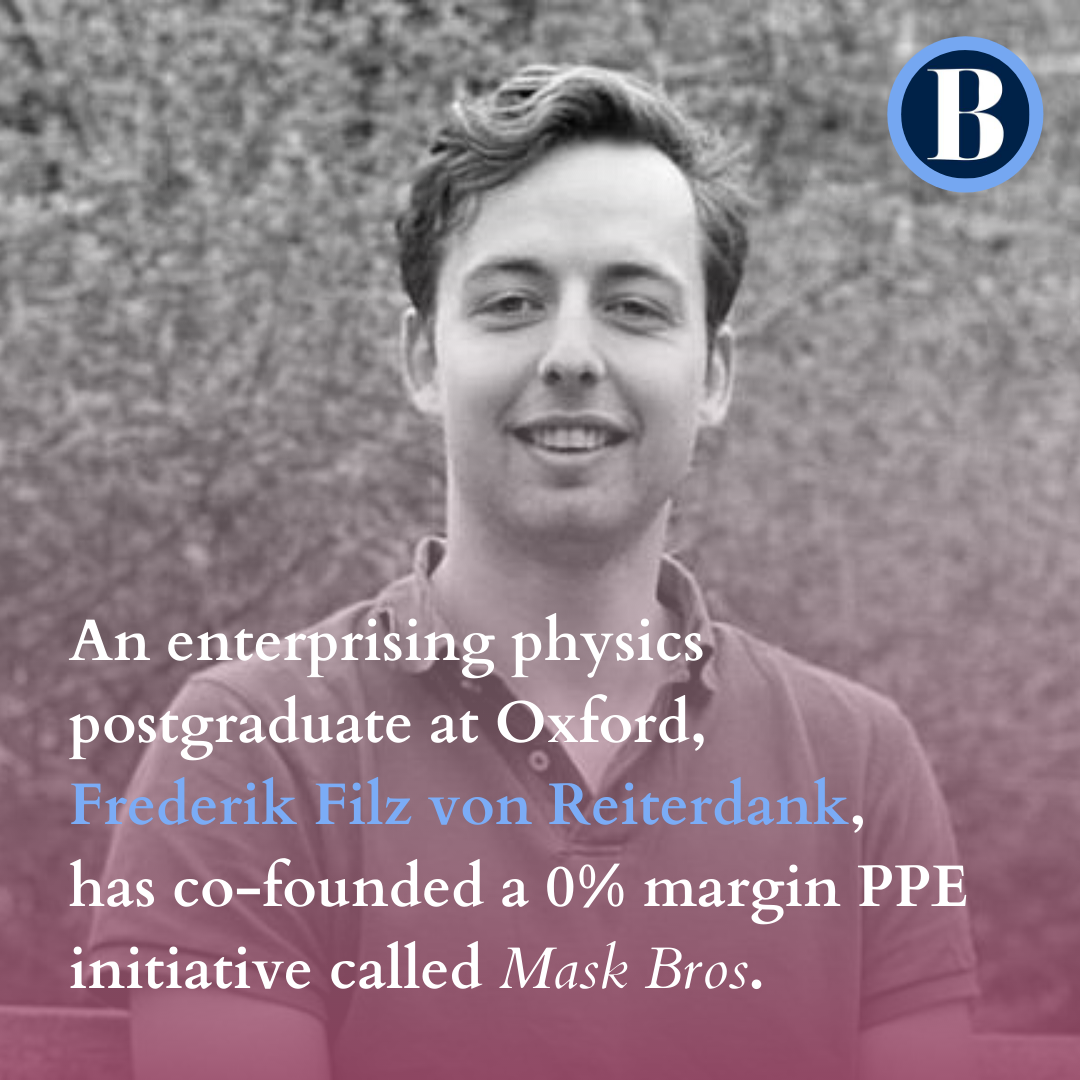 B
An enterprising physics
postgraduate at Oxford,
Frederik Filz von Reiterdank,
has co-founded a 0% margin PPE
initiative called Mask Bros.